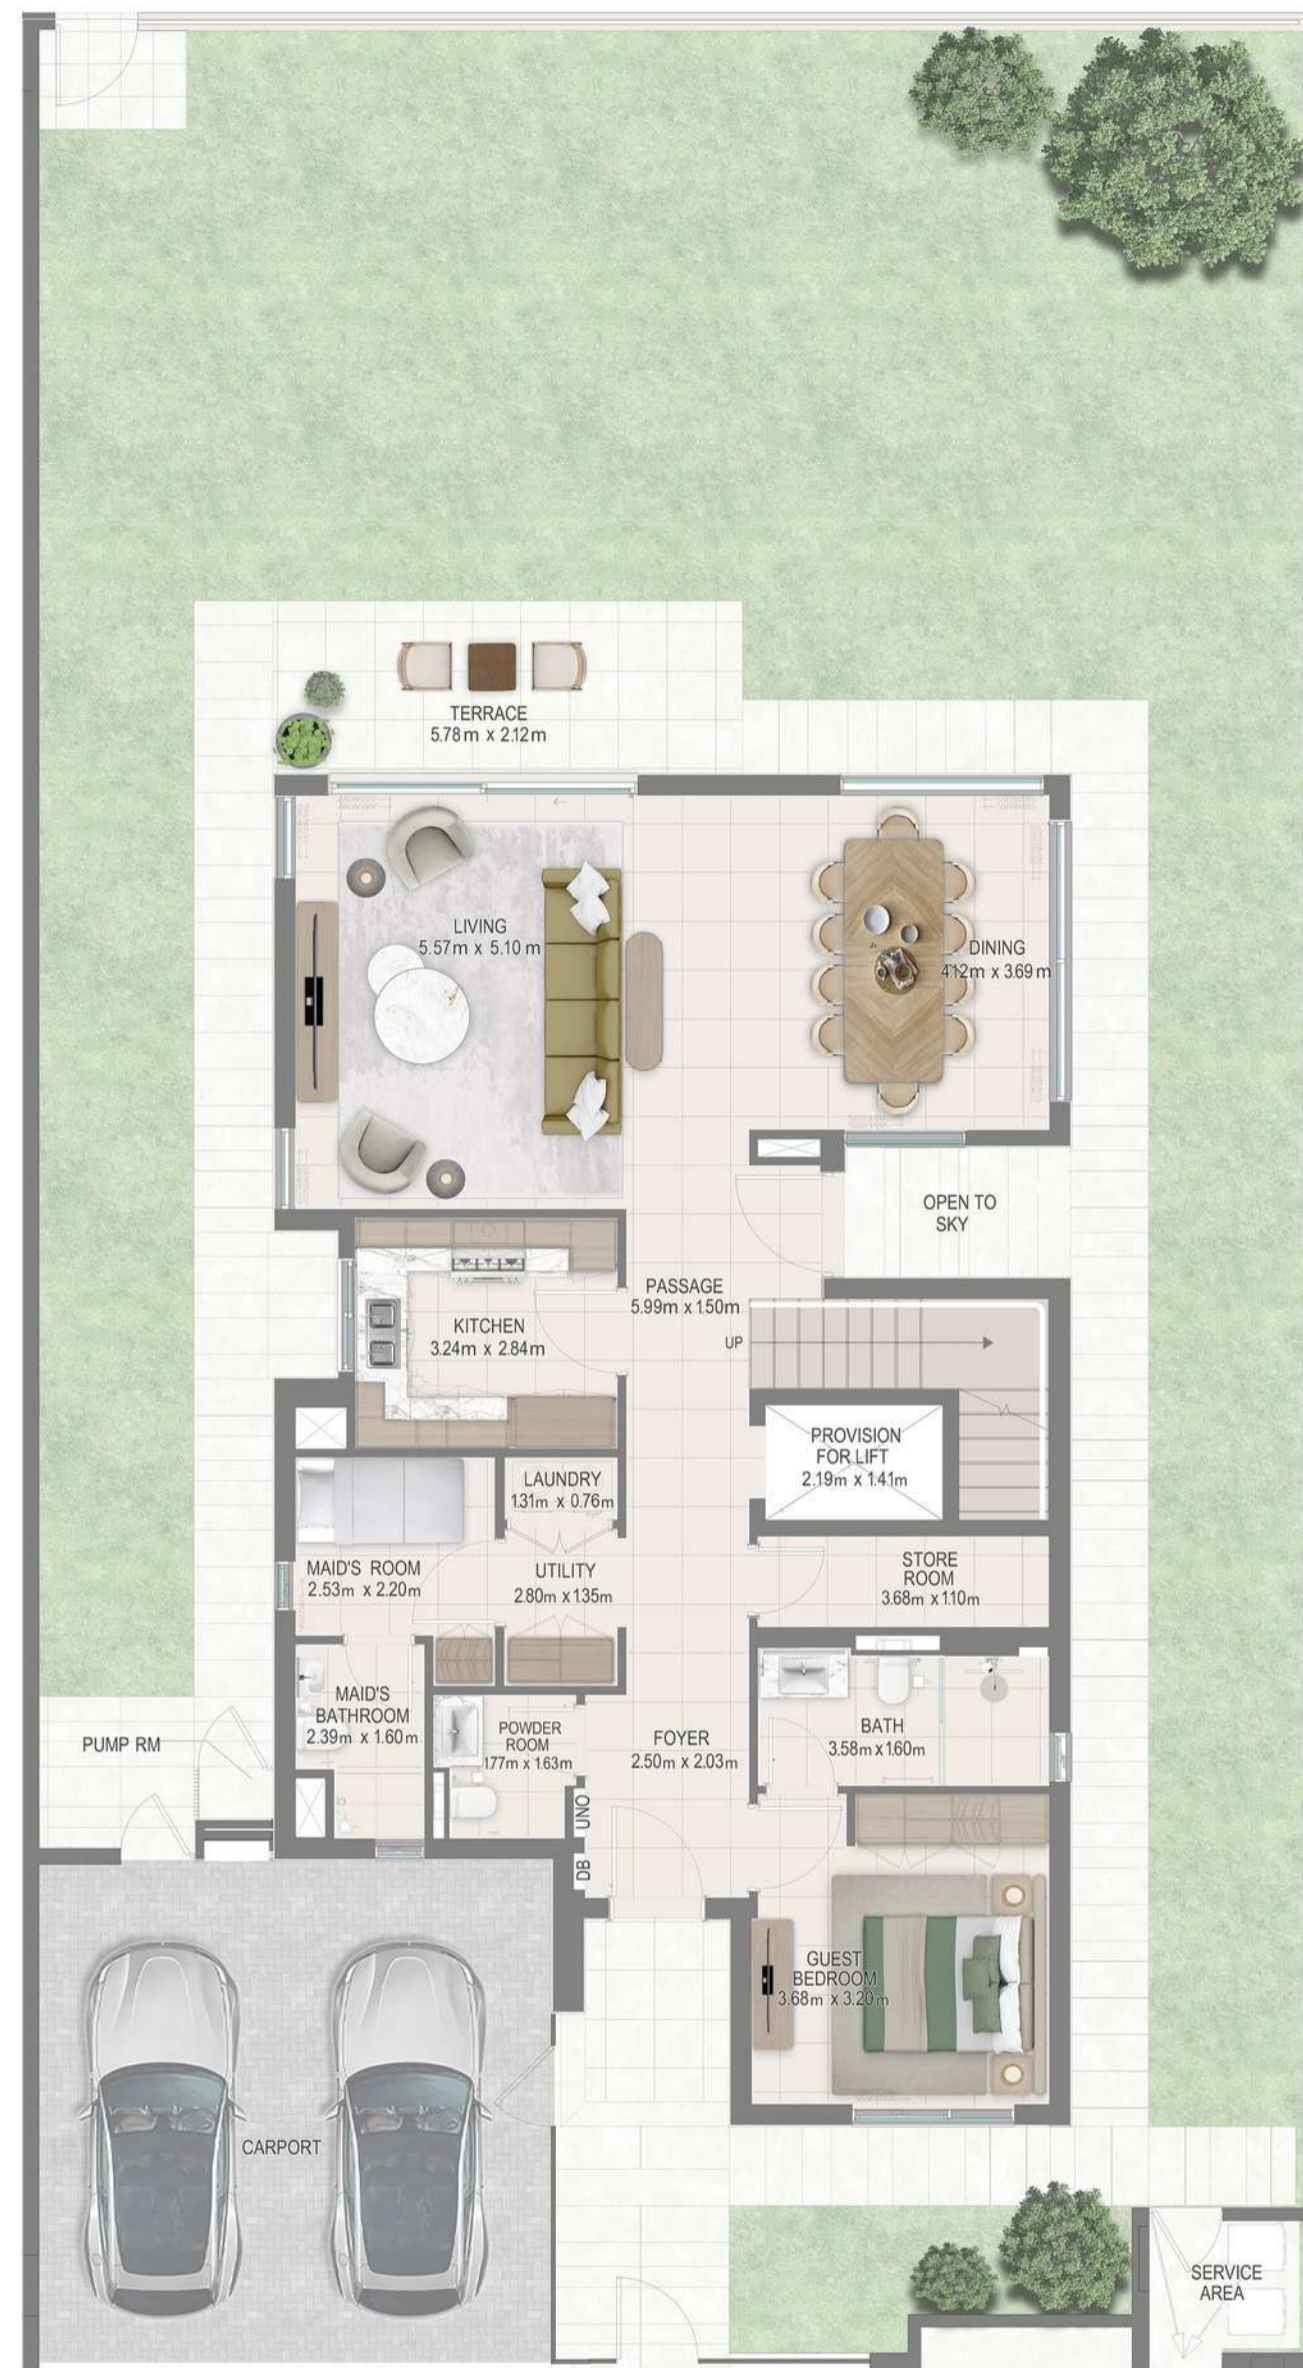 TERRACE
5.78m x 2.12m
LIVING
5.57m x 5.10 m
DINING
4.12m x 3.69 m
OPEN TO
SKY
PASSAGE
5.99m x 1.50m
KITCHEN
3.24m x 2.84m
UP
PROVISION
FOR LIFT
2.19m x 1.41m
LAUNDRY
1.31m x 0.76m
MAID'S ROOM
2.53m x 2.20m
UTILITY
2.80m x 1.35m
STORE
ROOM
3.68m x 1.10m
MAID'S
BATHROOM
2.39m x 1.60m
POWDER
ROOM
1.77m x 1.63m
FOYER
2.50m x 2.03m
BATH
3.58m x 1.60m
PUMP RM
UNO
DB
GUEST
BEDROOM
3.68m x 3.20m
CARPORT
SERVICE
AREA